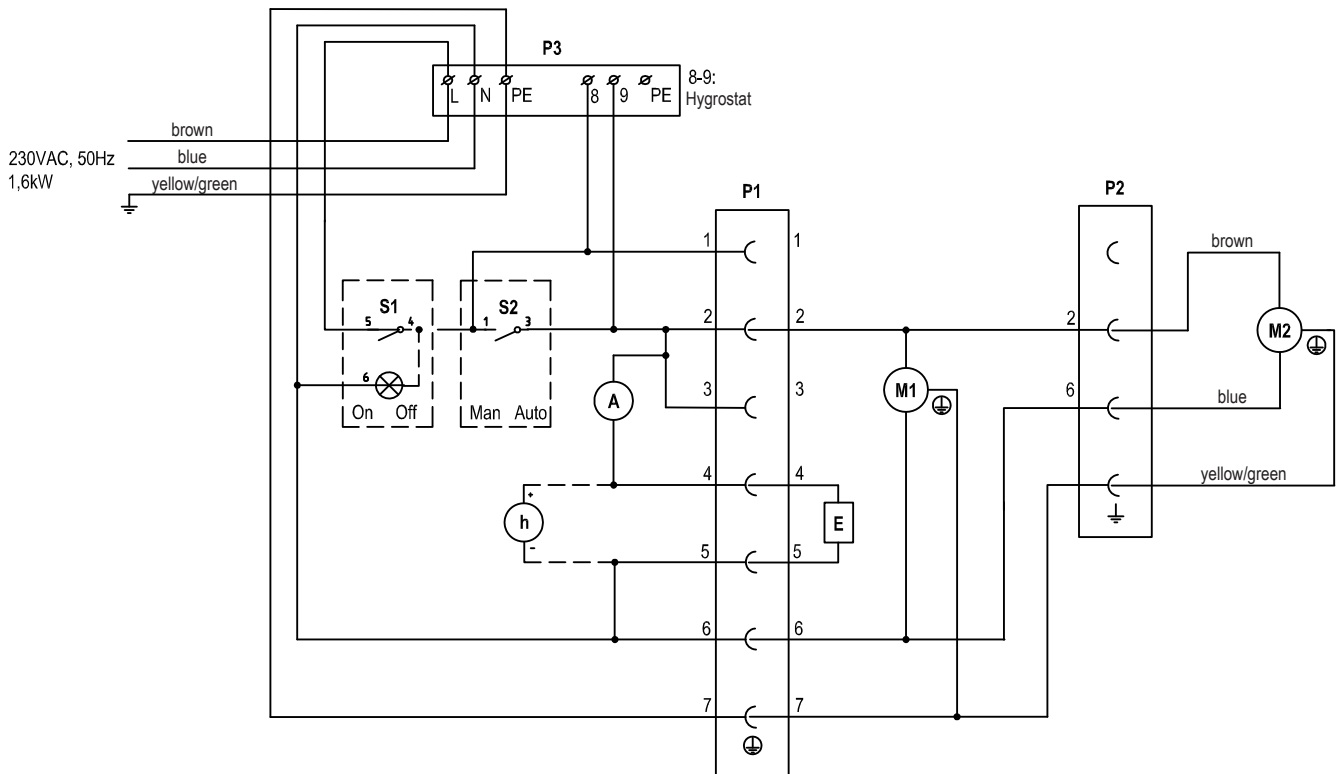 P3
L N PE 8 9 PE
8-9:
Hygrostat
brown
230VAC, 50Hz
blue
1,6kW
yellow/green
P1
P2
1 1
brown
S1
S2
5 4
1 3
2 2
2
M2
6
3 3
6
M1
A
On Off
Man Auto
blue
4 4
yellow/green
+
h
E
-
5 5
6 6
7 7